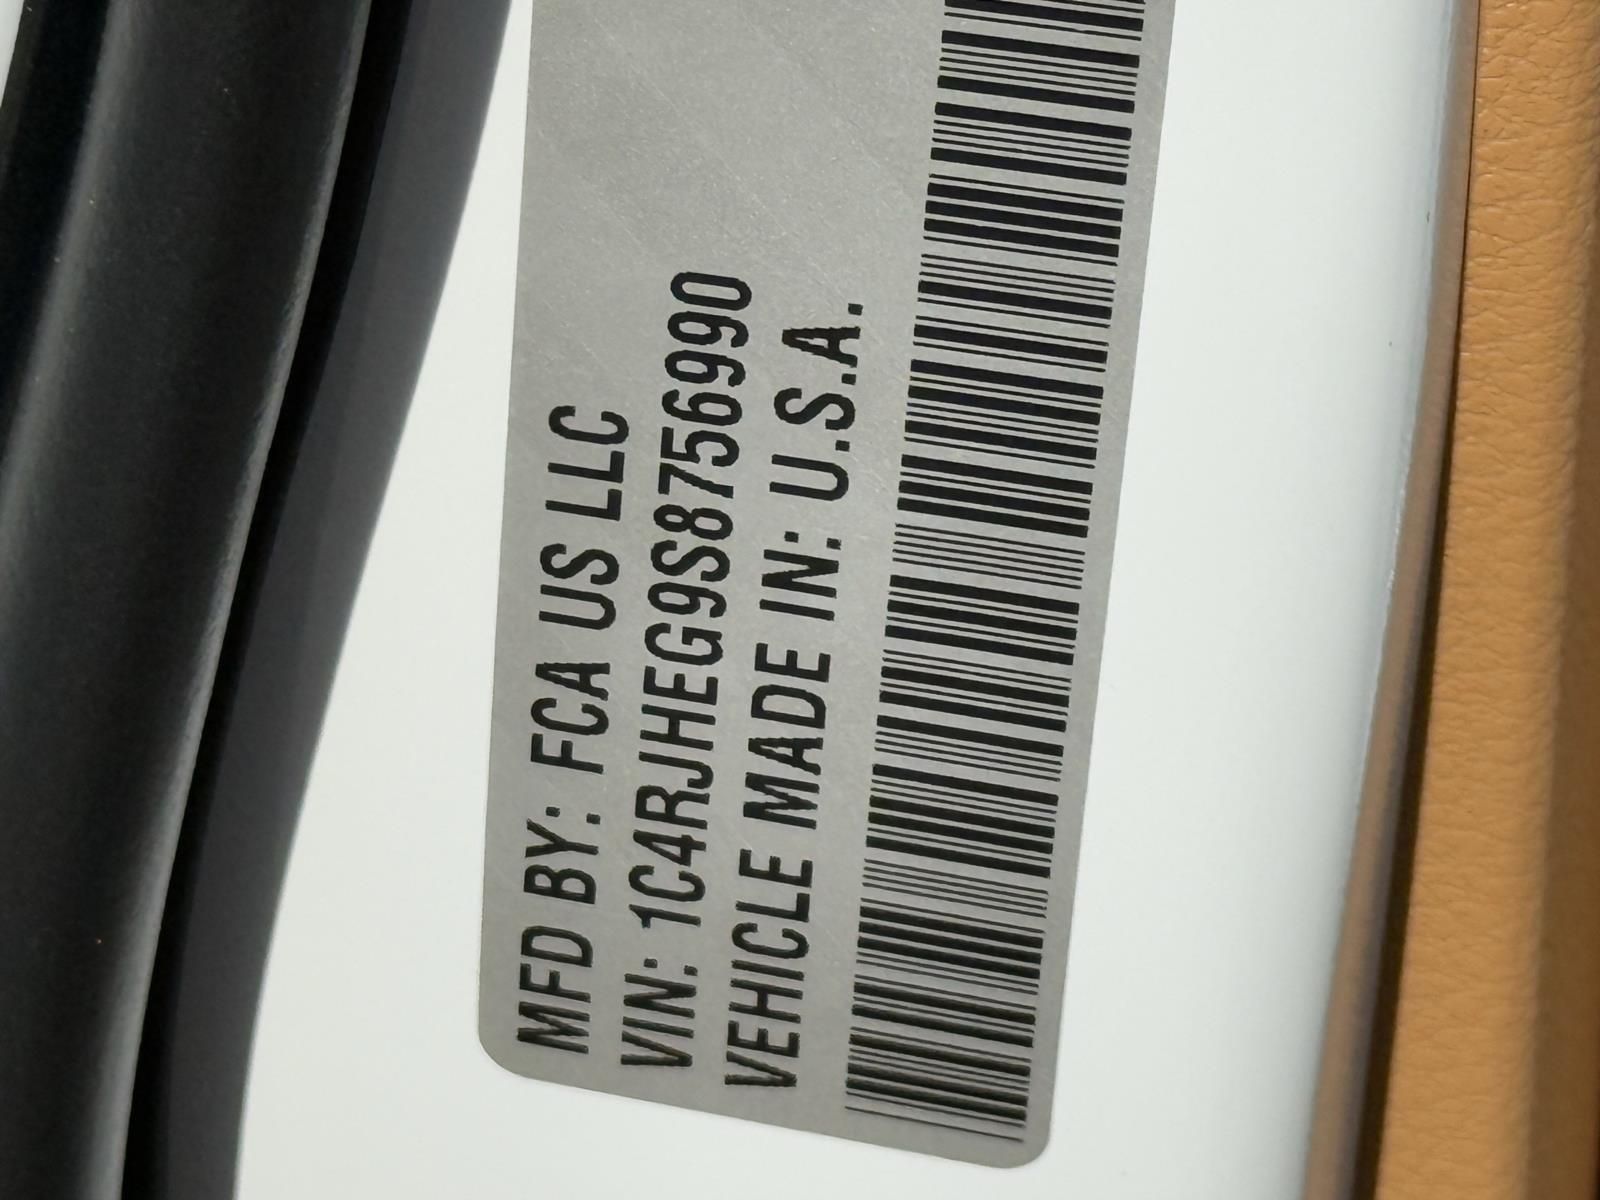 MFD BY: FCA US LLC
VIN: 1C4RJHEG9S8756990
VEHICLE MADE IN: U.S.A.